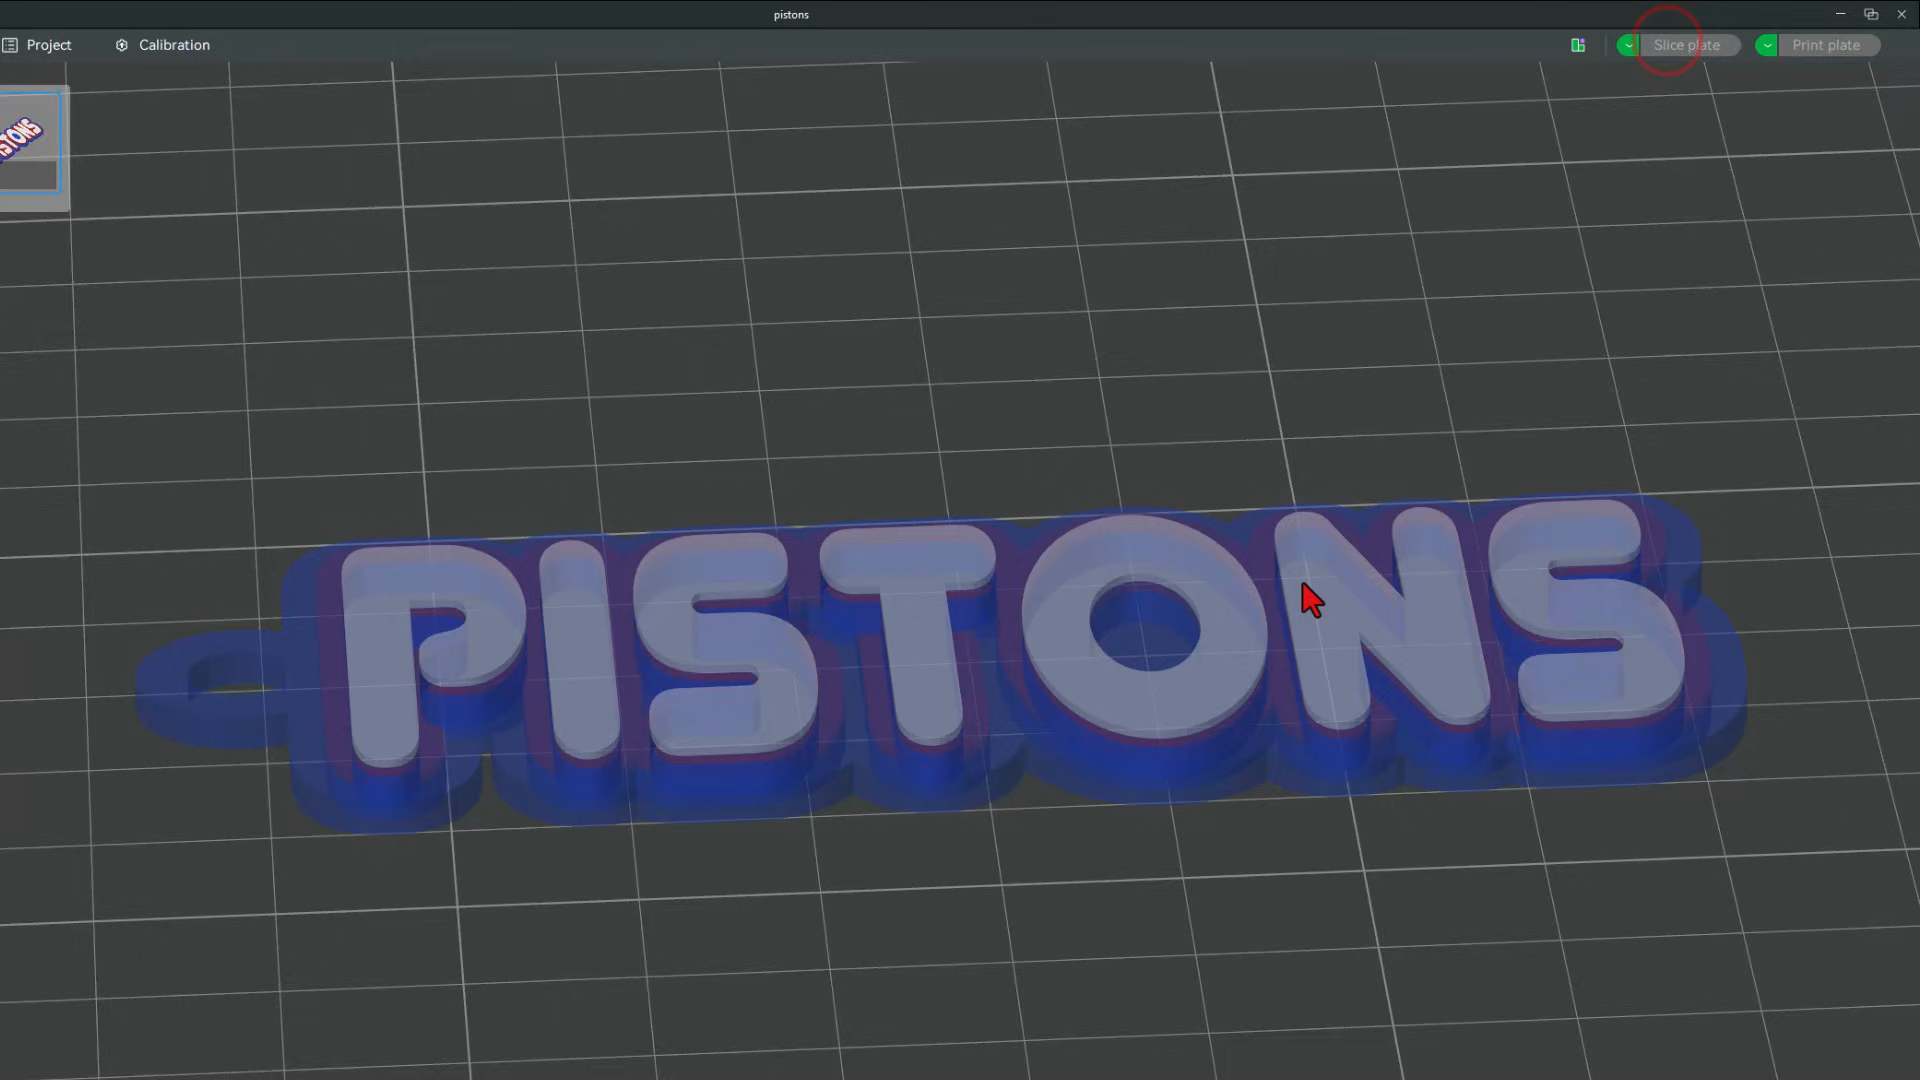 pistons
Project
Calibration
Slice plate
Print plate
PISTONS